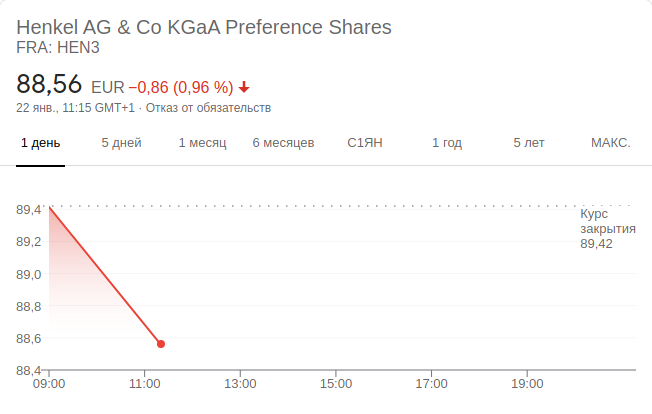 Henkel AG & Co KGaA Preference Shares
FRA: HEN3
88,56 EUR −0,86 (0,96 %)
22 янв., 11:15 GMT+1 · Отказ от обязательств
1 день 5 дней 1 месяц 6 месяцев С1ЯН 1 год 5 лет МАКС.
89,4
89,2
89,0
88,8
88,6
88,4
Курс
закрытия
89,42
09:00 11:00 13:00 15:00 17:00 19:00